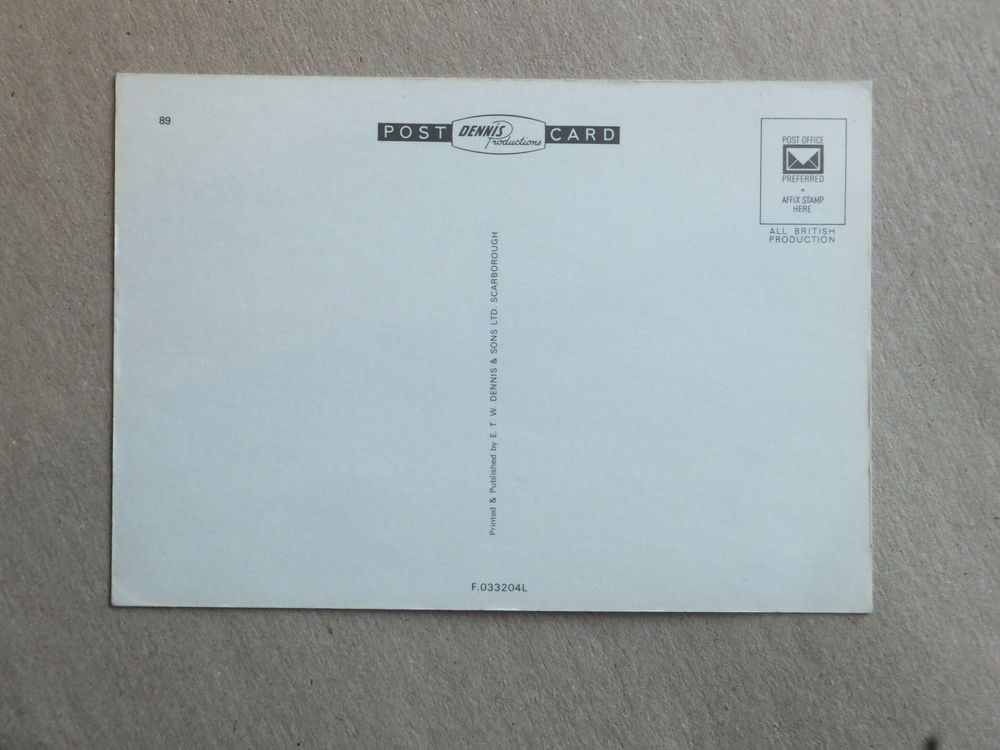 89
POST DENNIS Productions CARD
POST OFFICE
PREFERRED
AFFIX STAMP
HERE
ALL BRITISH
PRODUCTION
Printed & Published by E. T. W. DENNIS & SONS LTD. SCARBOROUGH
F.033204L